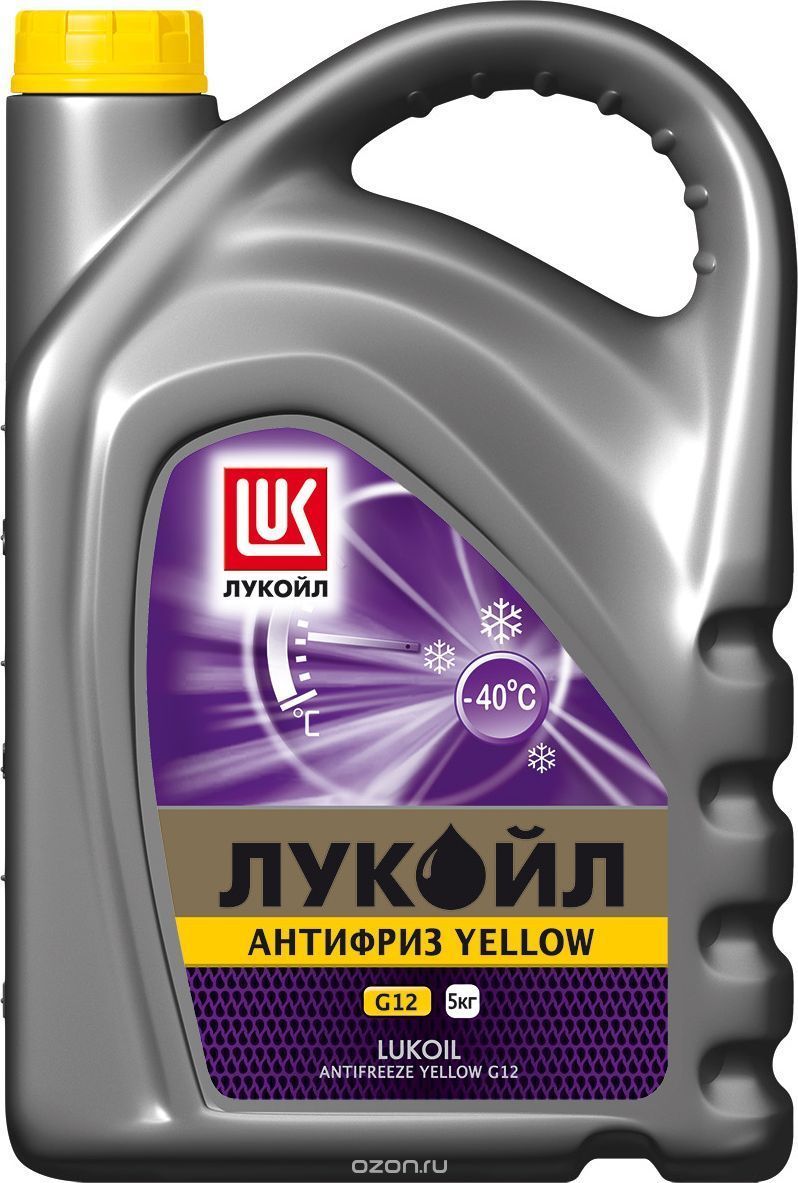 LUK
ЛУКОЙЛ
°C
-40°C
ЛУКОЙЛ
АНТИФРИЗ YELLOW
G12 5кг
LUKOIL
ANTIFREEZE YELLOW G12
ozon.ru